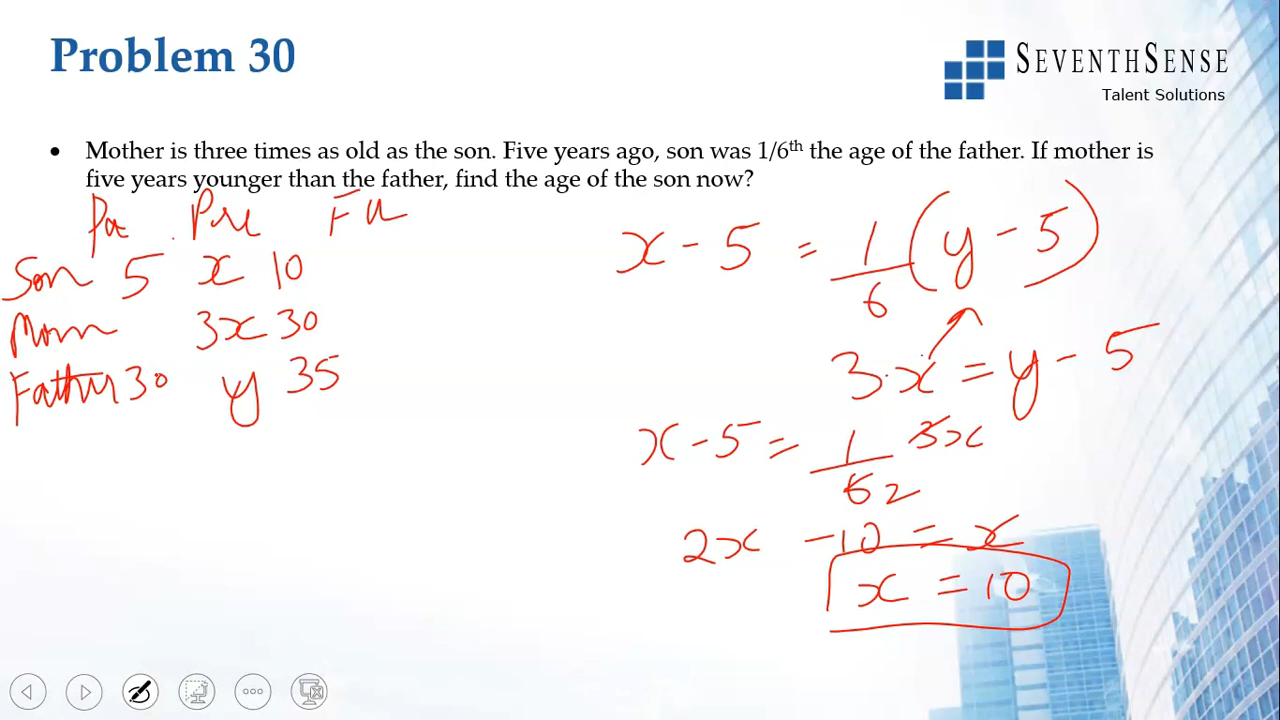 Problem 30
SEVENTHSENSE
Talent Solutions
• Mother is three times as old as the son. Five years ago, son was 1/6th the age of the father. If mother is
five years younger than the father, find the age of the son now?
Pa Pre Fu
Son 5 x 10
Mom 3x 30
Father 30 y 35
x - 5 = 1/6 (y - 5)
3x = y - 5
x - 5 = 1/6 3x
2
2x - 10 = x
x = 10